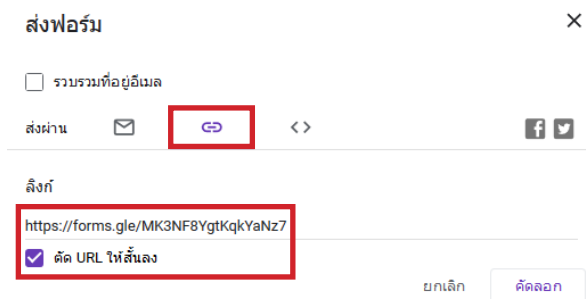 ส่งฟอร์ม
รวบรวมที่อยู่อีเมล
ส่งผ่าน
ลิงก์
https://forms.gle/MK3NF8YgtKqkYaNz7
ตัด URL ให้สั้นลง
ยกเลิก คัดลอก